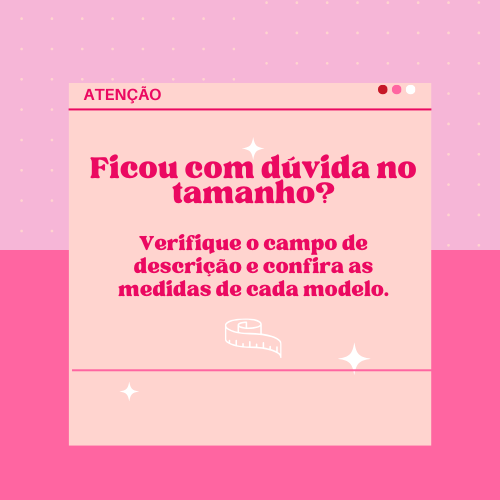 ATENÇÃO
Ficou com dúvida no
tamanho?
Verifique o campo de
descrição e confira as
medidas de cada modelo.